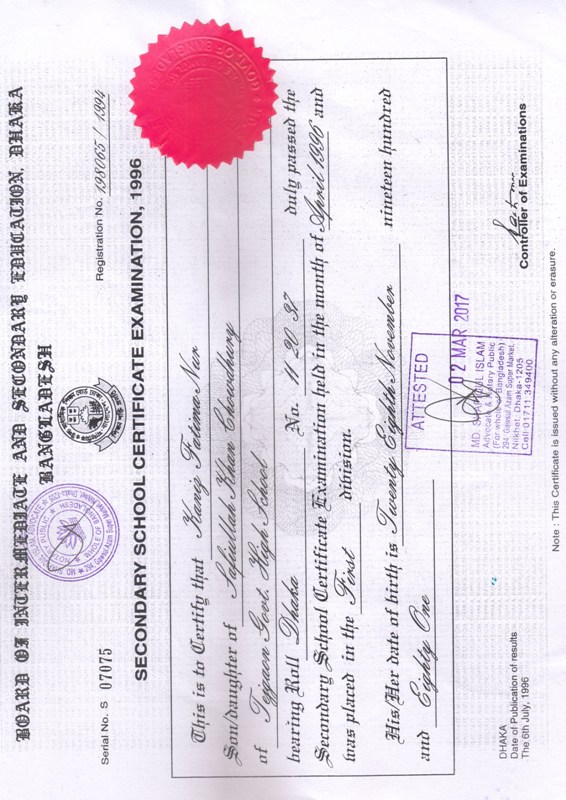 BOARD OF INTERMEDIATE AND SECONDARY EDUCATION, DHAKA
BANGLADESH
Serial No. S 07075
Registration No. 198065 / 1994
SECONDARY SCHOOL CERTIFICATE EXAMINATION, 1996
This is to Certify that Kaniz Fatima Nur
Son/daughter of Safiullah Khan Chowdhury
of Tejgaon Govt. High School
bearing Roll Dhaka No. 11 20 37 duly passed the
Secondary School Certificate Examination held in the month of April 1996 and
was placed in the First division.
His/Her date of birth is Twenty Eighth November nineteen hundred
and Eighty One
ATTESTED
02 MAR 2017
ISLAM
Advocate & Notary Public
(For whole of Bangladesh)
294, Gawsul Azam Super Market,
Nilkhet, Dhaka-1205
Cell: 01711 349400
DHAKA
Date of Publication of results
The 6th July, 1996
Controller of Examinations
Note : This Certificate is issued without any alteration or erasure.